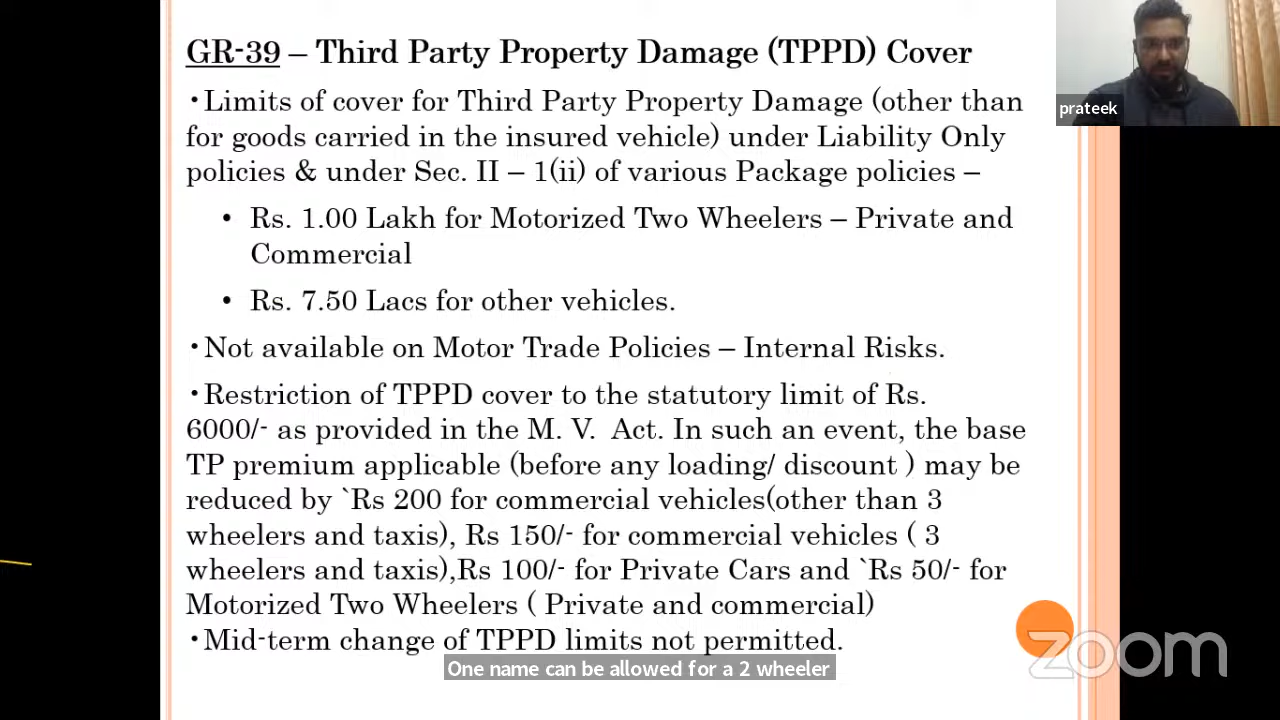 GR-39 – Third Party Property Damage (TPPD) Cover
•Limits of cover for Third Party Property Damage (other than
for goods carried in the insured vehicle) under Liability Only
policies & under Sec. II – 1(ii) of various Package policies –
• Rs. 1.00 Lakh for Motorized Two Wheelers – Private and
Commercial
• Rs. 7.50 Lacs for other vehicles.
•Not available on Motor Trade Policies – Internal Risks.
•Restriction of TPPD cover to the statutory limit of Rs.
6000/- as provided in the M. V. Act. In such an event, the base
TP premium applicable (before any loading/ discount ) may be
reduced by `Rs 200 for commercial vehicles(other than 3
wheelers and taxis), Rs 150/- for commercial vehicles ( 3
wheelers and taxis),Rs 100/- for Private Cars and `Rs 50/- for
Motorized Two Wheelers ( Private and commercial)
•Mid-term change of TPPD limits not permitted.
One name can be allowed for a 2 wheeler
prateek
zoom